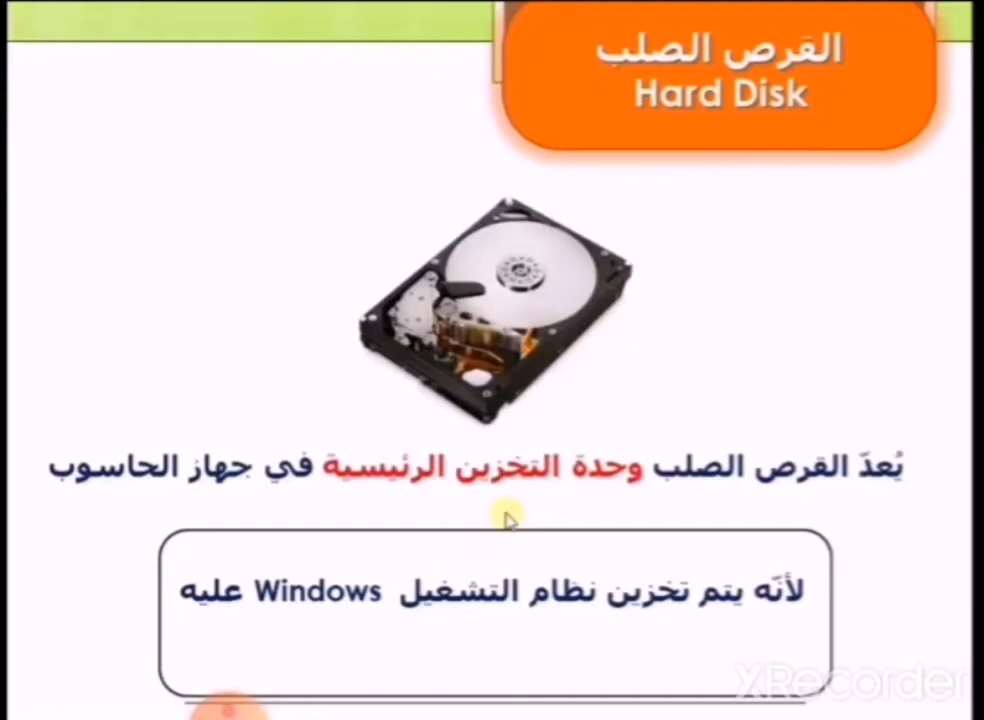 القرص الصلب
Hard Disk
يُعدّ القرص الصلب وحدة التخزين الرئيسية في جهاز الحاسوب
لأنّه يتم تخزين نظام التشغيل Windows عليه
XRecorder